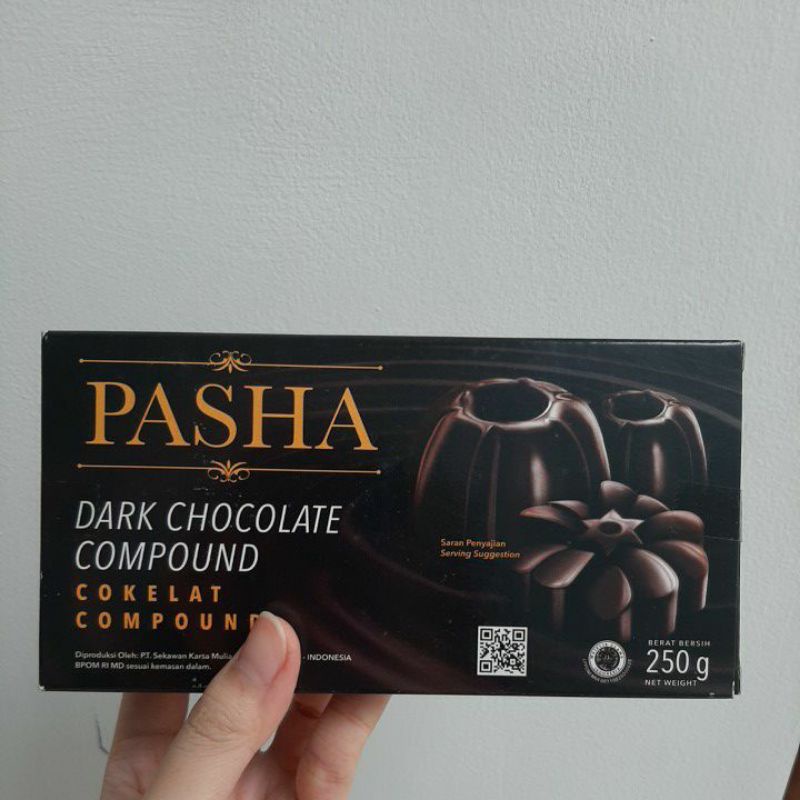 PASHA
DARK CHOCOLATE
COMPOUND
COKELAT
COMPOUND
Saran Penyajian
Serving Suggestion
Diproduksi Oleh: PT. Sekawan Karsa Mulia - INDONESIA
BPOM RI MD sesuai kemasan dalam.
BERAT BERSIH
250 g
NET WEIGHT